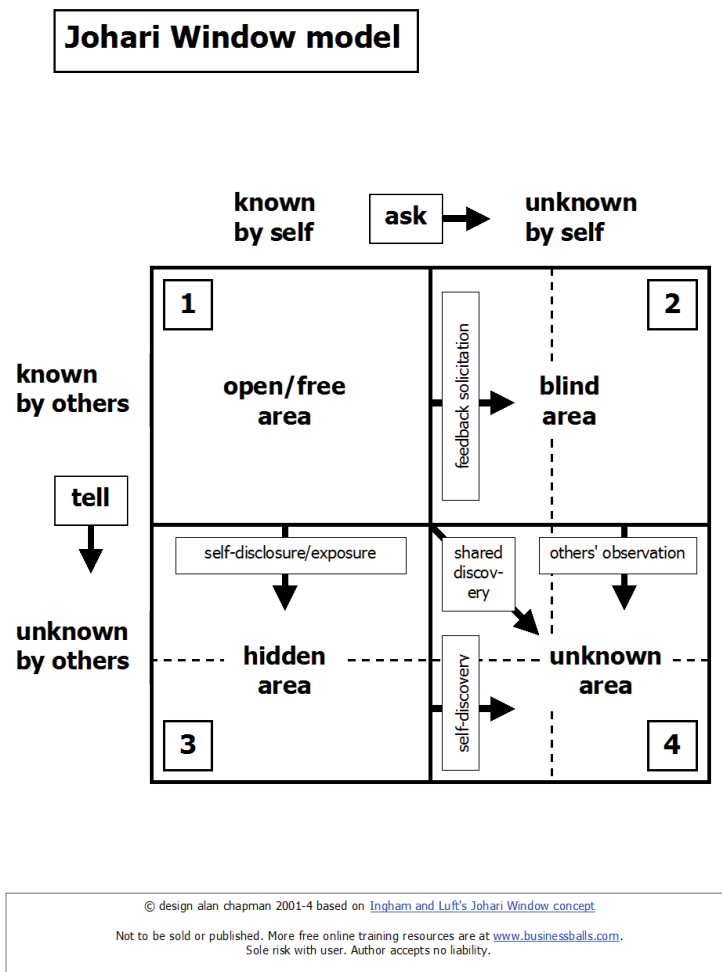 Johari Window model
known
by self
ask
unknown
by self
1
2
known
by others
open/free
area
feedback solicitation
blind
area
tell
self-disclosure/exposure
shared
discov-
ery
others' observation
unknown
by others
hidden
area
self-discovery
unknown
area
3
4
© design alan chapman 2001-4 based on Ingham and Luft's Johari Window concept
Not to be sold or published. More free online training resources are at www.businessballs.com.
Sole risk with user. Author accepts no liability.